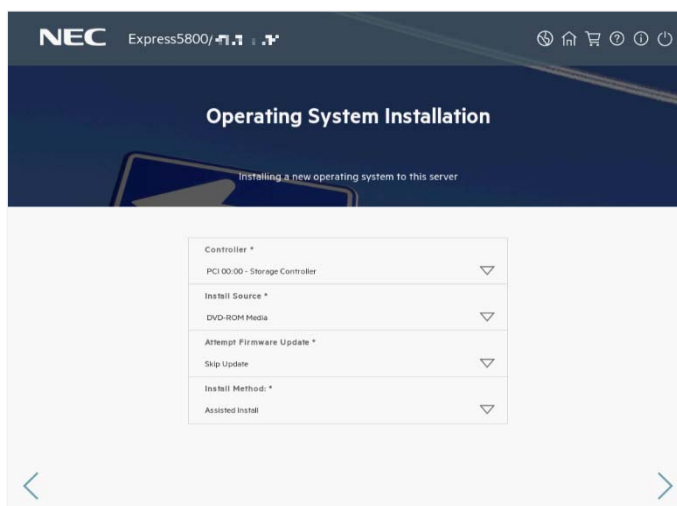 NEC
Express5800/
Operating System Installation
Installing a new operating system to this server
Controller *
PCI 00:00 - Storage Controller
Install Source *
DVD-ROM Media
Attempt Firmware Update *
Skip Update
Install Method: *
Assisted Install